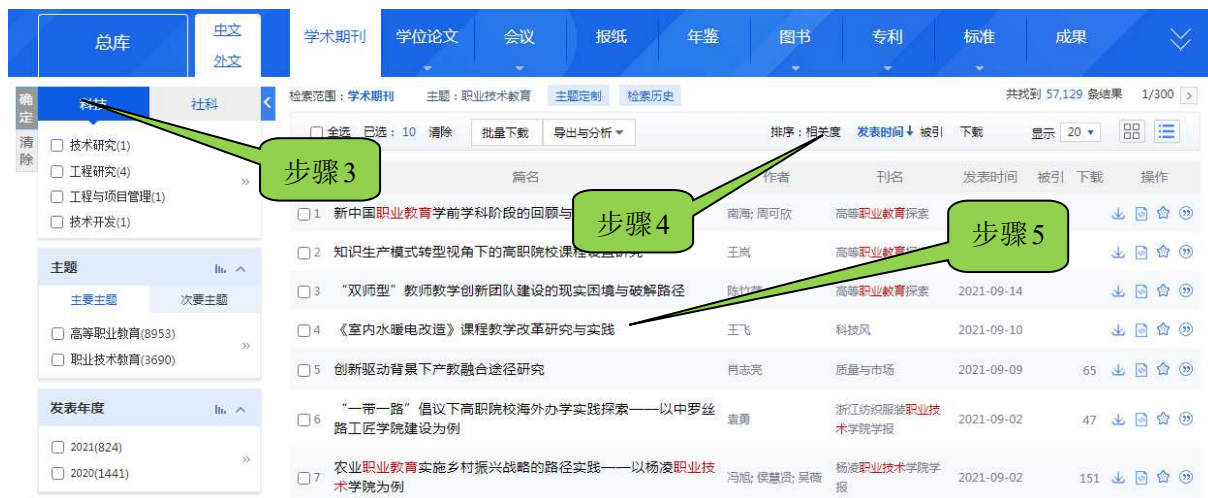 总库
中文
外文
学术期刊 学位论文 会议 报纸 年鉴 图书 专利 标准 成果
确定
清除
科技 社科
技术研究(1)
工程研究(4)
工程与项目管理(1)
技术开发(1)
主题
主要主题 次要主题
高等职业教育(8953)
职业技术教育(3690)
发表年度
2021(824)
2020(1441)
检索范围：学术期刊 主题：职业技术教育 主题定制 检索历史 共找到 57,129 条结果 1/300
全选 已选：10 清除 批量下载 导出与分析 排序：相关度 发表时间↓ 被引 下载 显示 20
篇名 作者 刊名 发表时间 被引 下载 操作
1 新中国职业教育学前学科阶段的回顾与 南海; 周可欣 高等职业教育探索
2 知识生产模式转型视角下的高职院校课程设置研究 王岚 高等职业教育
3 “双师型”教师教学创新团队建设的现实困境与破解路径 高等职业教育探索 2021-09-14
4 《室内水暖电改造》课程教学改革研究与实践 王飞 科技风 2021-09-10
5 创新驱动背景下产教融合途径研究 肖志亮 质量与市场 2021-09-09 65
6 “一带一路”倡议下高职院校海外办学实践探索——以中罗丝
路工匠学院建设为例 袁勇 浙江纺织服装职业技
术学院学报 2021-09-02 47
7 农业职业教育实施乡村振兴战略的路径实践——以杨凌职业技
术学院为例 冯旭; 侯慧贤; 吴薇 杨凌职业技术学院学
报 2021-09-02 151
步骤3
步骤4
步骤5